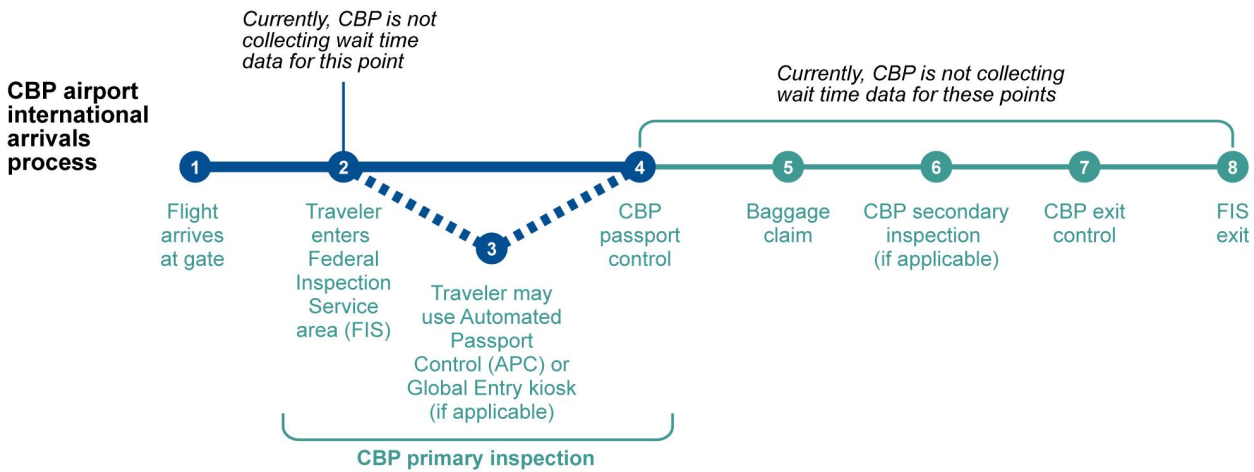 Currently, CBP is not
collecting wait time
data for this point
Currently, CBP is not collecting
wait time data for these points
CBP airport
international
arrivals
process
1
2
4
5
6
7
8
3
Flight
arrives
at gate
Traveler
enters
Federal
Inspection
Service
area (FIS)
Traveler may
use Automated
Passport
Control (APC) or
Global Entry kiosk
(if applicable)
CBP
passport
control
Baggage
claim
CBP secondary
inspection
(if applicable)
CBP exit
control
FIS
exit
CBP primary inspection